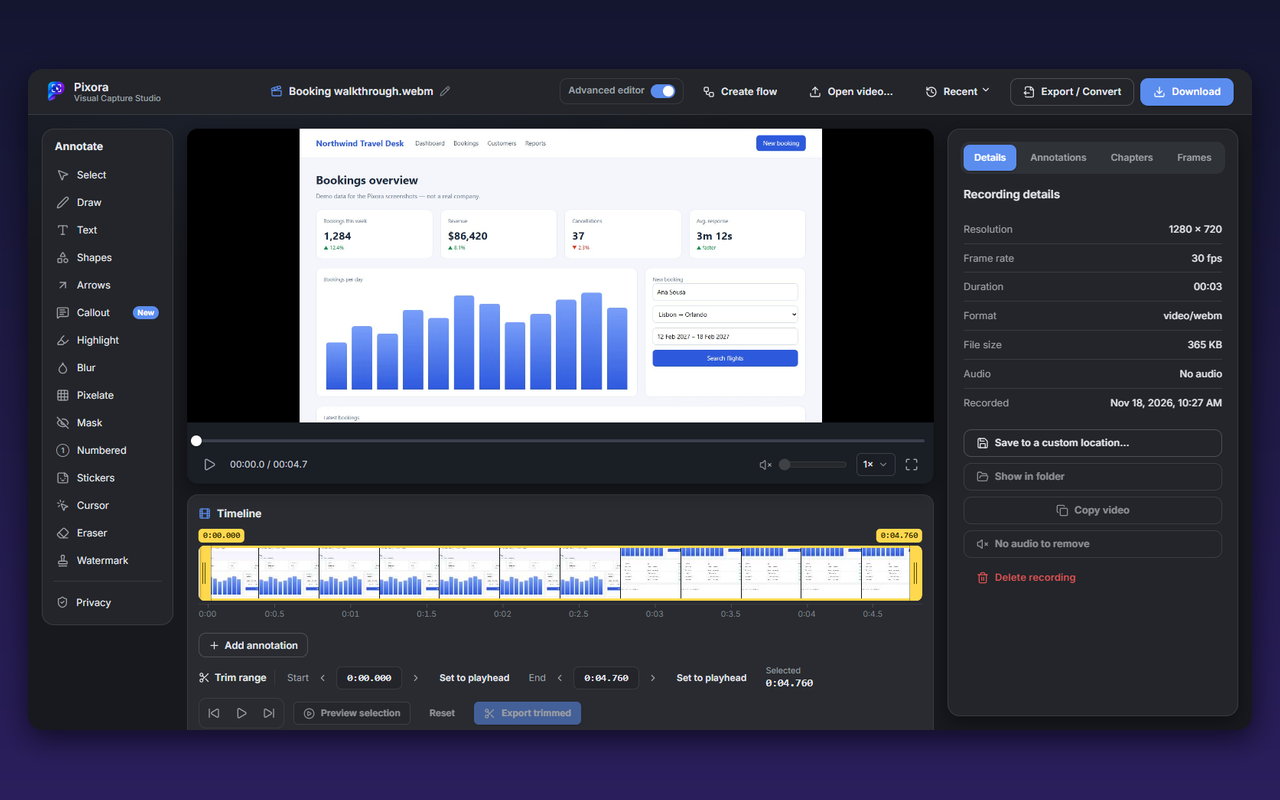 Pixora
Visual Capture Studio
Booking walkthrough.webm
Advanced editor
Create flow
Open video...
Recent
Export / Convert
Download
Annotate
Select
Draw
Text
Shapes
Arrows
Callout New
Highlight
Blur
Pixelate
Mask
1 Numbered
Stickers
Cursor
Eraser
Watermark
Privacy
Northwind Travel Desk Dashboard Bookings Customers Reports New booking
Bookings overview
Demo data for the Pixora screenshots — not a real company.
Bookings this week
1,284
▲ 12.4%
Revenue
$86,420
▲ 8.1%
Cancellations
37
▼ 2.3%
Avg. response
3m 12s
▲ faster
Bookings per day
New booking
Ana Sousa
Lisbon — Orlando
12 Feb 2027 – 18 Feb 2027
Search flights
Latest bookings
00:00.0 / 00:04.7
1×
Timeline
0:00.000 0:04.760
0:00 0:0.5 0:01 0:1.5 0:02 0:2.5 0:03 0:3.5 0:04 0:4.5
+ Add annotation
Trim range Start < 0:00.000 > Set to playhead End < 0:04.760 > Set to playhead
Selected
0:04.760
Preview selection Reset Export trimmed
Details Annotations Chapters Frames
Recording details
Resolution 1280 × 720
Frame rate 30 fps
Duration 00:03
Format video/webm
File size 365 KB
Audio No audio
Recorded Nov 18, 2026, 10:27 AM
Save to a custom location...
Show in folder
Copy video
No audio to remove
Delete recording